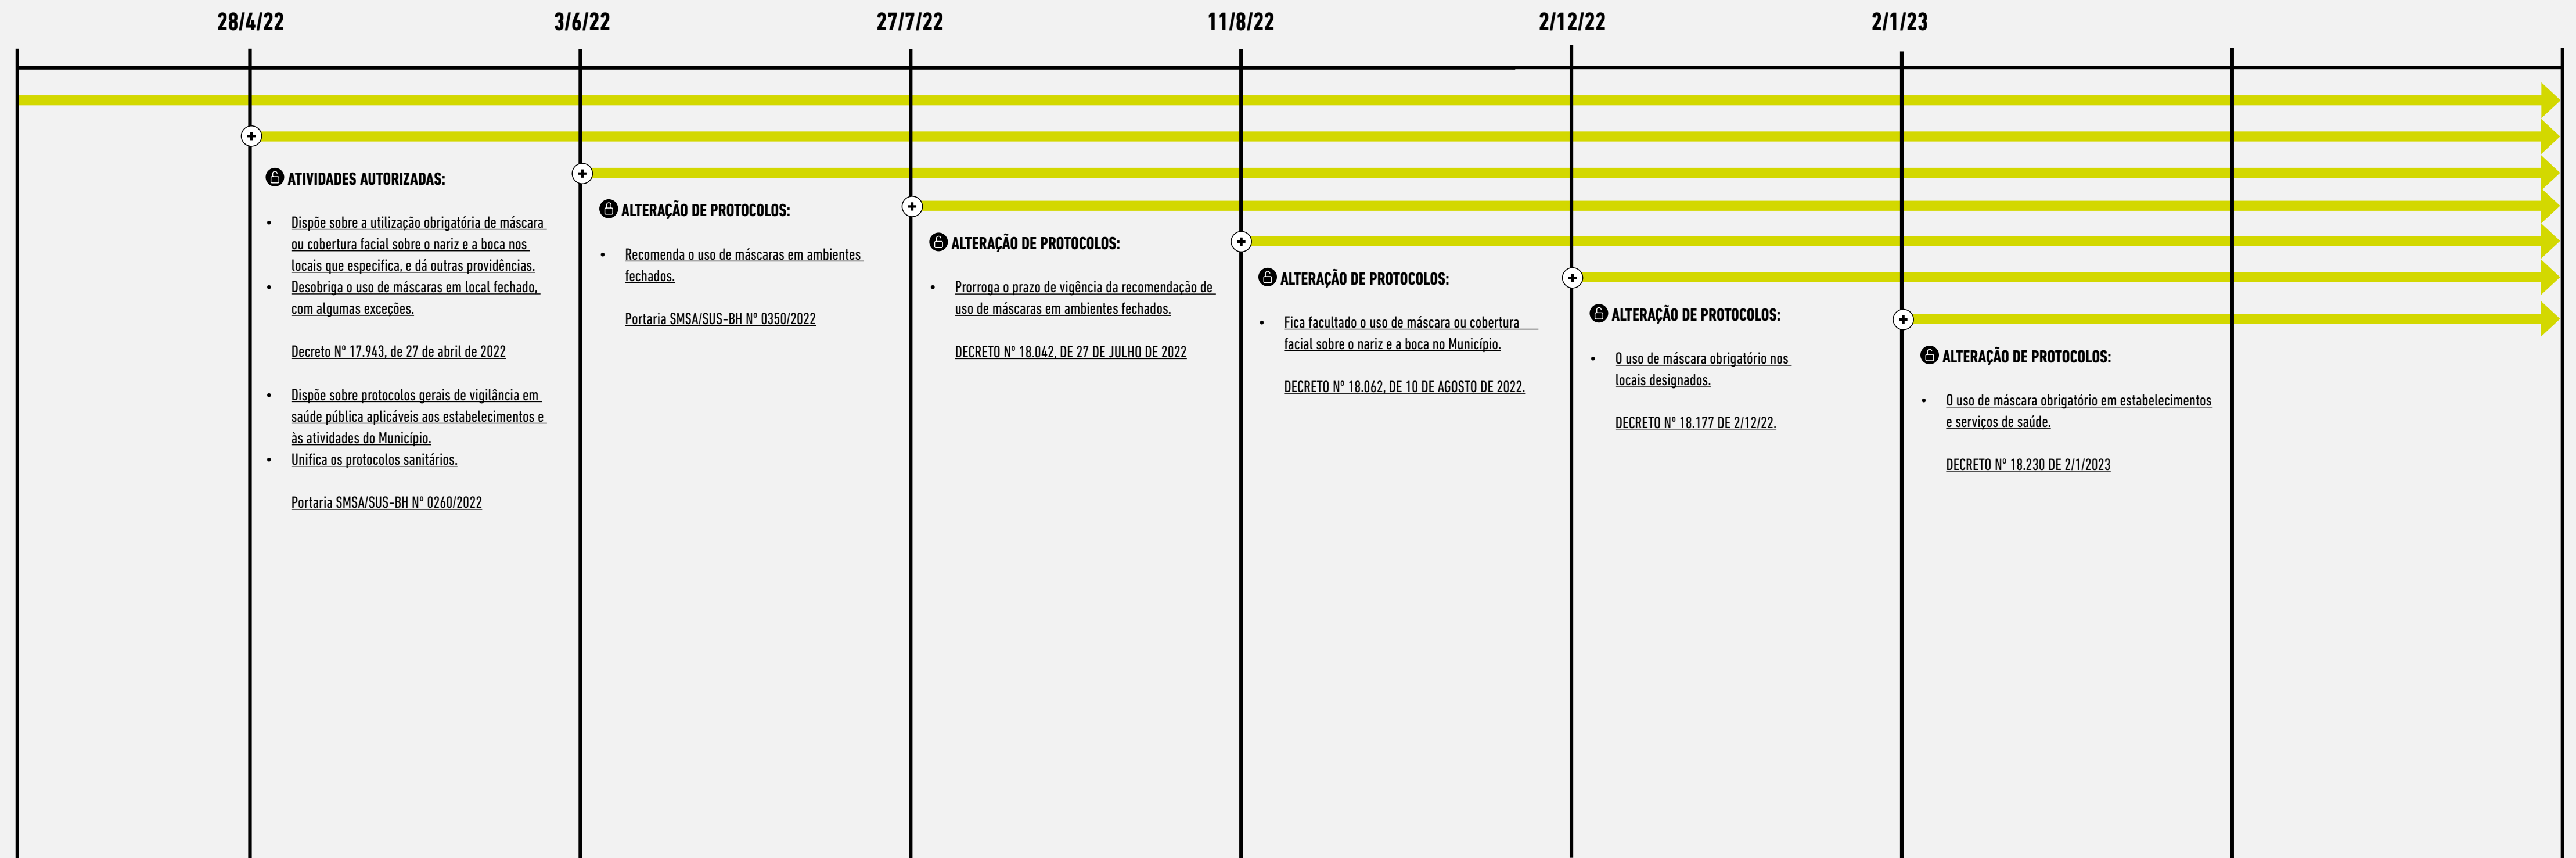 28/4/22
3/6/22
27/7/22
11/8/22
2/12/22
2/1/23
ATIVIDADES AUTORIZADAS:
• Dispõe sobre a utilização obrigatória de máscara
ou cobertura facial sobre o nariz e a boca nos
locais que especifica, e dá outras providências.
• Desobriga o uso de máscaras em local fechado,
com algumas exceções.
Decreto Nº 17.943, de 27 de abril de 2022
• Dispõe sobre protocolos gerais de vigilância em
saúde pública aplicáveis aos estabelecimentos e
às atividades do Município.
• Unifica os protocolos sanitários.
Portaria SMSA/SUS-BH Nº 0260/2022
ALTERAÇÃO DE PROTOCOLOS:
• Recomenda o uso de máscaras em ambientes
fechados.
Portaria SMSA/SUS-BH Nº 0350/2022
ALTERAÇÃO DE PROTOCOLOS:
• Prorroga o prazo de vigência da recomendação de
uso de máscaras em ambientes fechados.
DECRETO Nº 18.042, DE 27 DE JULHO DE 2022
ALTERAÇÃO DE PROTOCOLOS:
• Fica facultado o uso de máscara ou cobertura
facial sobre o nariz e a boca no Município.
DECRETO Nº 18.062, DE 10 DE AGOSTO DE 2022.
ALTERAÇÃO DE PROTOCOLOS:
• O uso de máscara obrigatório nos
locais designados.
DECRETO Nº 18.177 DE 2/12/22.
ALTERAÇÃO DE PROTOCOLOS:
• O uso de máscara obrigatório em estabelecimentos
e serviços de saúde.
DECRETO Nº 18.230 DE 2/1/2023